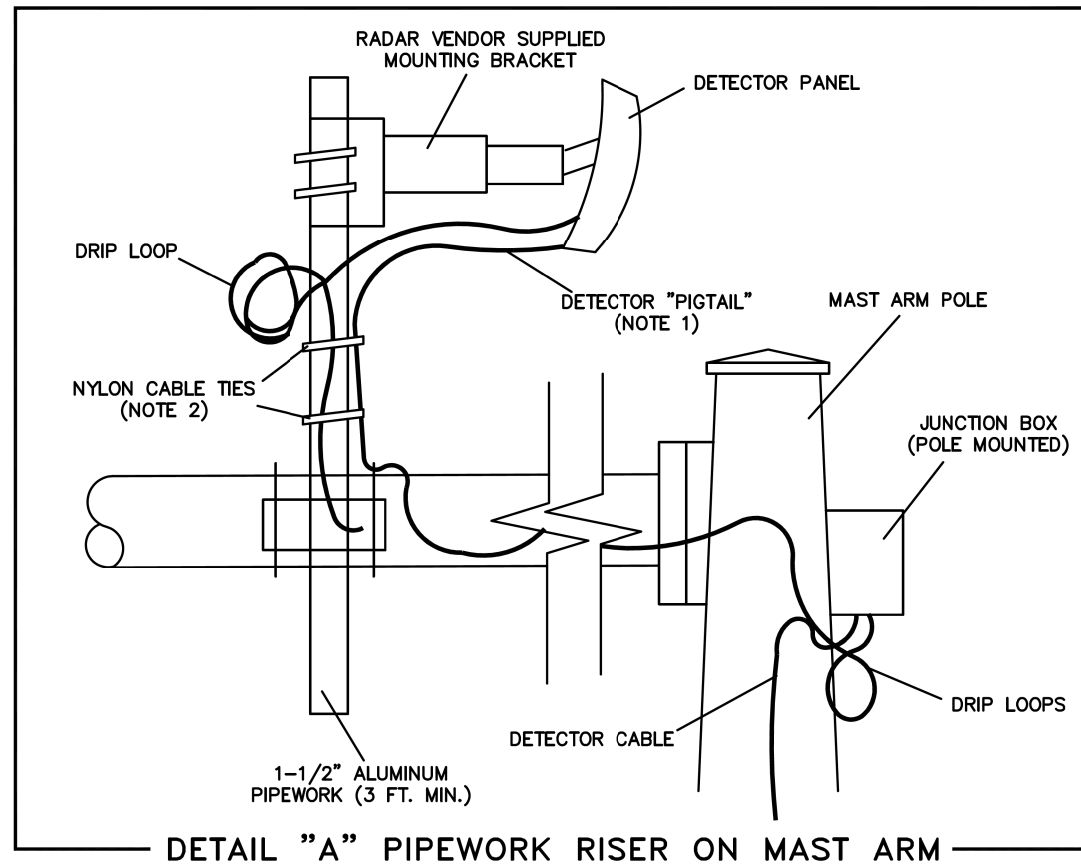 RADAR VENDOR SUPPLIED
MOUNTING BRACKET
DETECTOR PANEL
DRIP LOOP
DETECTOR "PIGTAIL"
(NOTE 1)
MAST ARM POLE
NYLON CABLE TIES
(NOTE 2)
JUNCTION BOX
(POLE MOUNTED)
DRIP LOOPS
DETECTOR CABLE
1-1/2" ALUMINUM
PIPEWORK (3 FT. MIN.)
DETAIL "A" PIPEWORK RISER ON MAST ARM